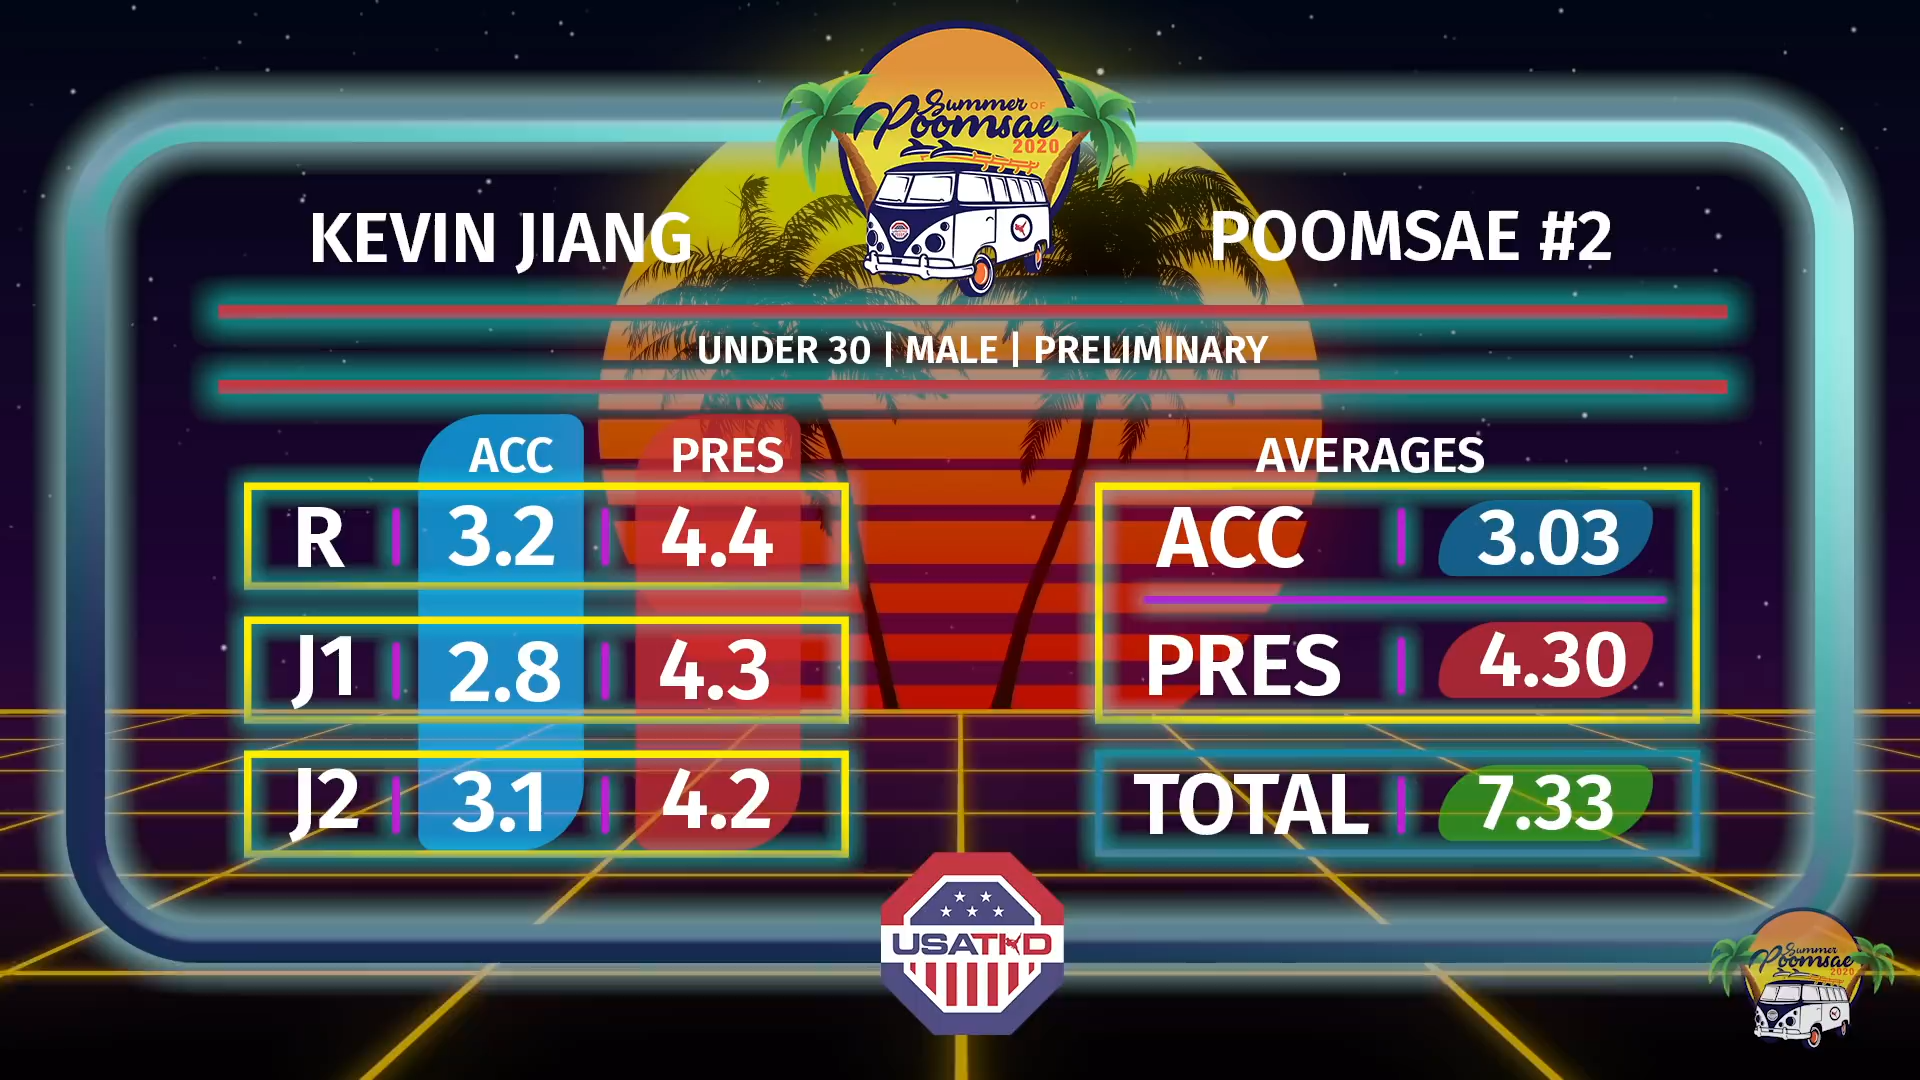 Summer OF
Poomsae
2020
KEVIN JIANG
POOMSAE #2
UNDER 30 | MALE | PRELIMINARY
ACC PRES
R 3.2 4.4
J1 2.8 4.3
J2 3.1 4.2
AVERAGES
ACC 3.03
PRES 4.30
TOTAL 7.33
USATKD
Summer
Poomsae
2020